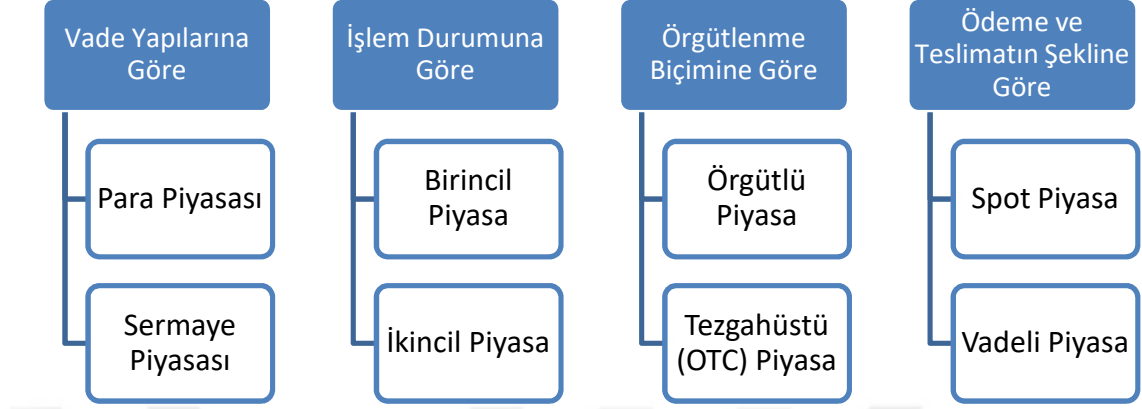 Vade Yapılarına
Göre
Para Piyasası
Sermaye
Piyasası
İşlem Durumuna
Göre
Birincil
Piyasa
İkincil Piyasa
Örgütlenme
Biçimine Göre
Örgütlü
Piyasa
Tezgahüstü
(OTC) Piyasa
Ödeme ve
Teslimatın Şekline
Göre
Spot Piyasa
Vadeli Piyasa